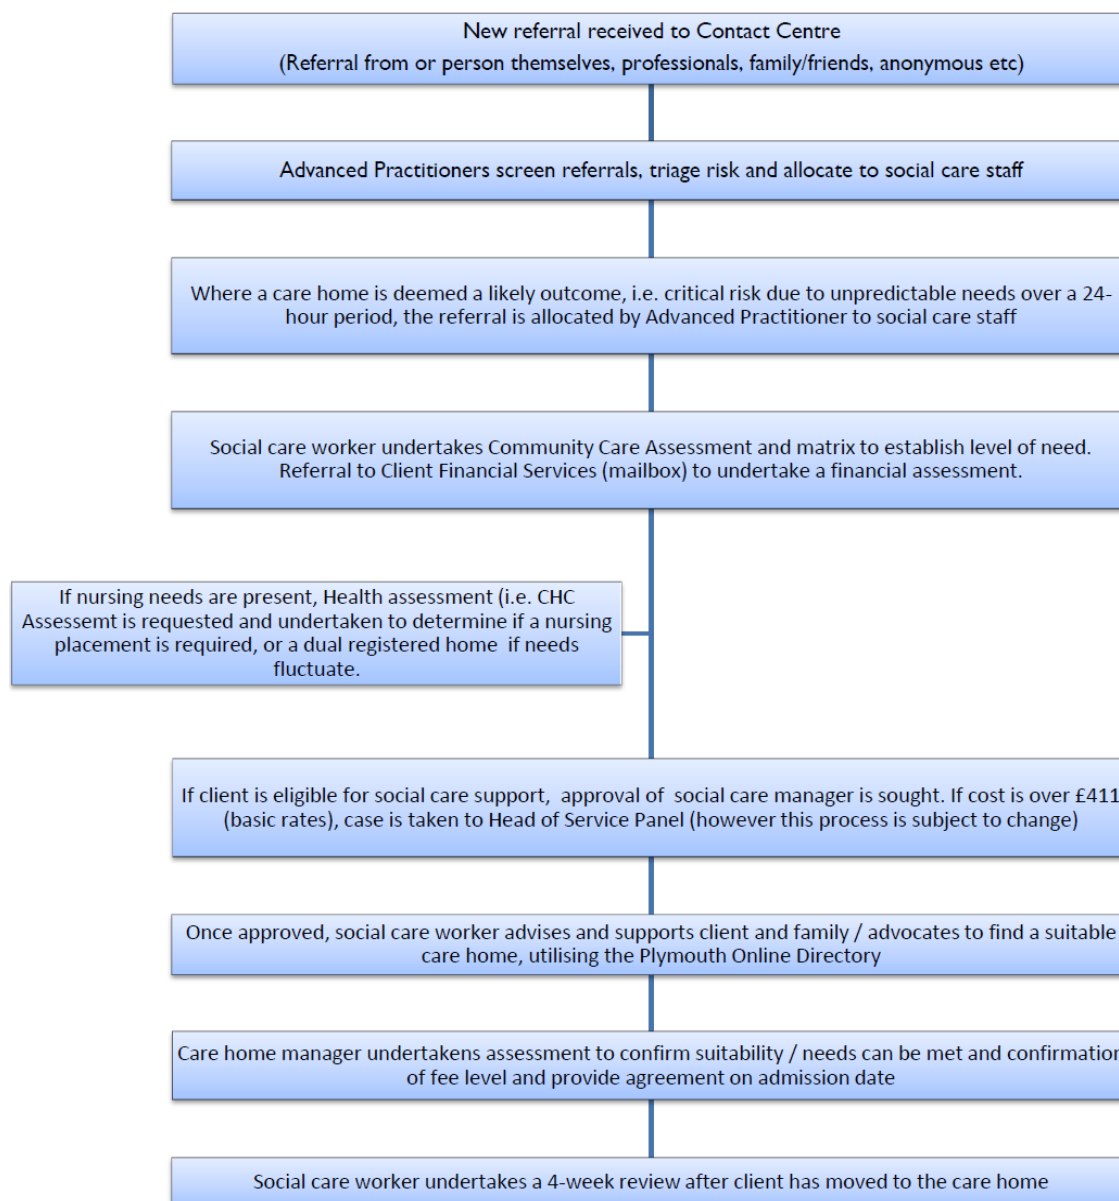 New referral received to Contact Centre
(Referral from or person themselves, professionals, family/friends, anonymous etc)
Advanced Practitioners screen referrals, triage risk and allocate to social care staff
Where a care home is deemed a likely outcome, i.e. critical risk due to unpredictable needs over a 24-
hour period, the referral is allocated by Advanced Practitioner to social care staff
Social care worker undertakes Community Care Assessment and matrix to establish level of need.
Referral to Client Financial Services (mailbox) to undertake a financial assessment.
If nursing needs are present, Health assessment (i.e. CHC
Assessemt is requested and undertaken to determine if a nursing
placement is required, or a dual registered home if needs
fluctuate.
If client is eligible for social care support, approval of social care manager is sought. If cost is over £411
(basic rates), case is taken to Head of Service Panel (however this process is subject to change)
Once approved, social care worker advises and supports client and family / advocates to find a suitable
care home, utilising the Plymouth Online Directory
Care home manager undertakens assessment to confirm suitability / needs can be met and confirmation
of fee level and provide agreement on admission date
Social care worker undertakes a 4-week review after client has moved to the care home